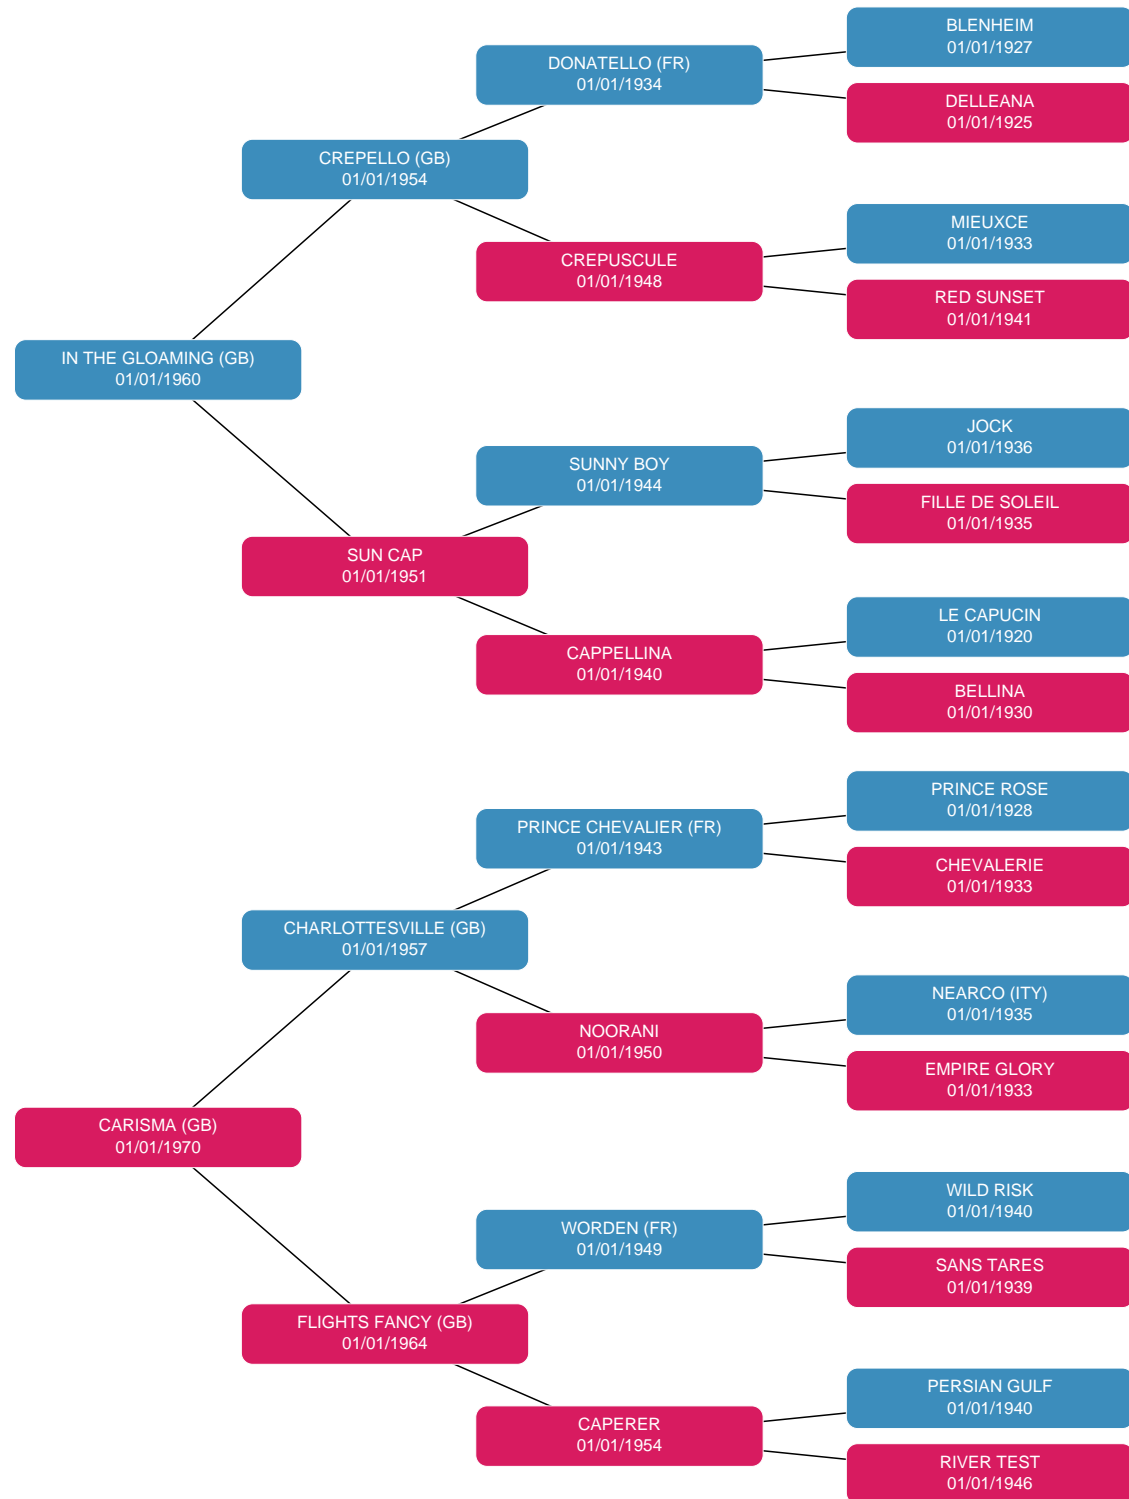 BLENHEIM
01/01/1927
DONATELLO (FR)
01/01/1934
DELLEANA
01/01/1925
CREPELLO (GB)
01/01/1954
MIEUXCE
01/01/1933
CREPUSCULE
01/01/1948
RED SUNSET
01/01/1941
IN THE GLOAMING (GB)
01/01/1960
JOCK
01/01/1936
SUNNY BOY
01/01/1944
FILLE DE SOLEIL
01/01/1935
SUN CAP
01/01/1951
LE CAPUCIN
01/01/1920
CAPPELLINA
01/01/1940
BELLINA
01/01/1930
PRINCE ROSE
01/01/1928
PRINCE CHEVALIER (FR)
01/01/1943
CHEVALERIE
01/01/1933
CHARLOTTESVILLE (GB)
01/01/1957
NEARCO (ITY)
01/01/1935
NOORANI
01/01/1950
EMPIRE GLORY
01/01/1933
CARISMA (GB)
01/01/1970
WILD RISK
01/01/1940
WORDEN (FR)
01/01/1949
SANS TARES
01/01/1939
FLIGHTS FANCY (GB)
01/01/1964
PERSIAN GULF
01/01/1940
CAPERER
01/01/1954
RIVER TEST
01/01/1946